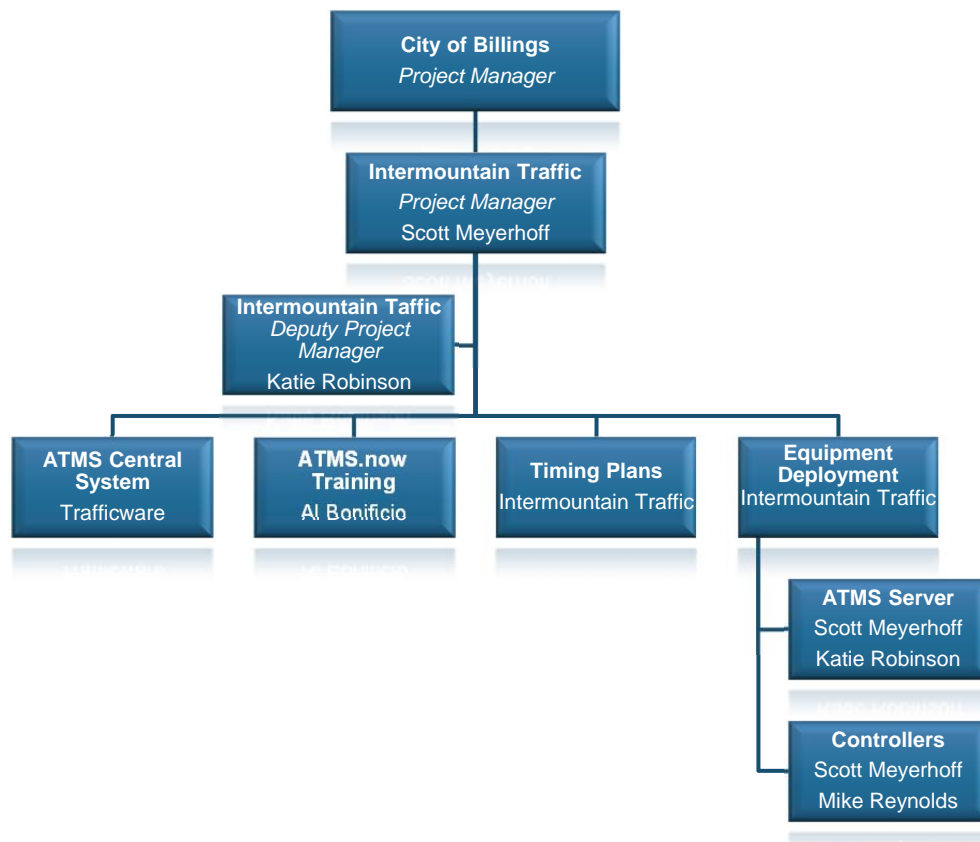 City of Billings
Project Manager
Intermountain Traffic
Project Manager
Scott Meyerhoff
Intermountain Taffic
Deputy Project
Manager
Katie Robinson
ATMS Central
System
Trafficware
ATMS.now
Training
Al Bonificio
Timing Plans
Intermountain Traffic
Equipment
Deployment
Intermountain Traffic
ATMS Server
Scott Meyerhoff
Katie Robinson
Controllers
Scott Meyerhoff
Mike Reynolds